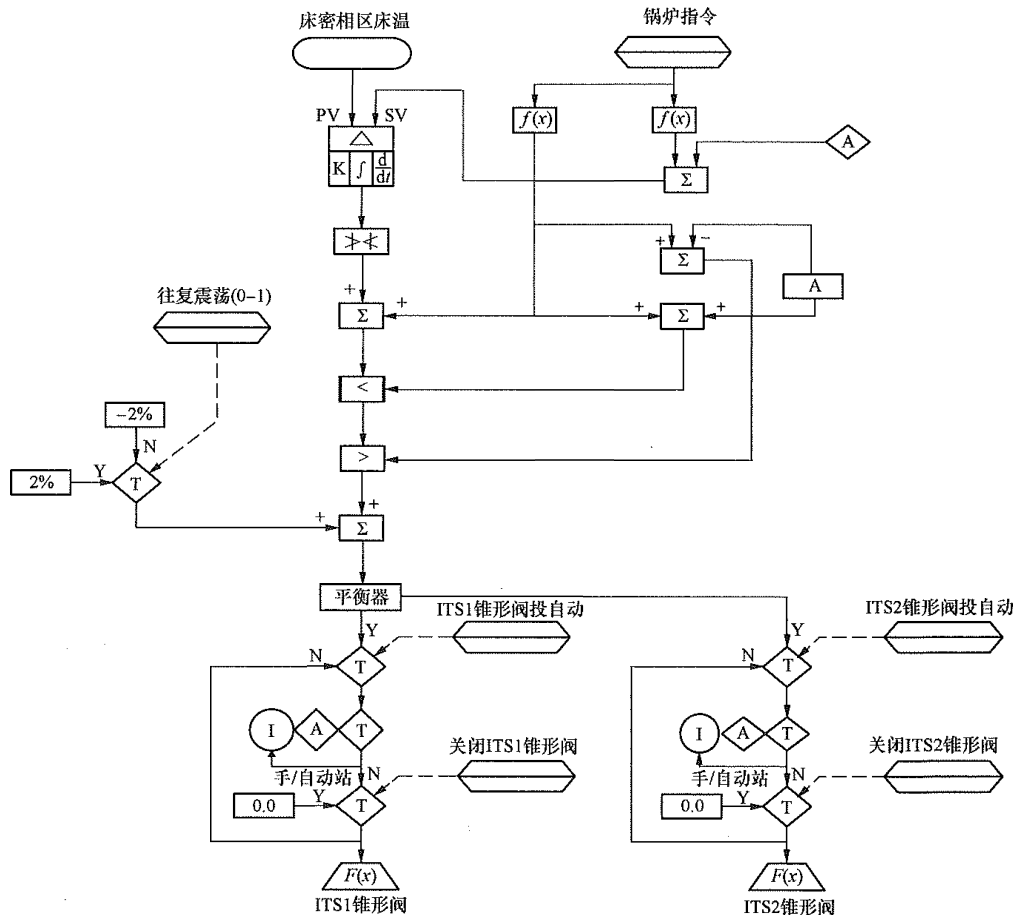 床密相区床温
锅炉指令
PV
SV
f(x)
f(x)
△
K
∫
d/dt
A
Σ
≯≮
+
-
Σ
A
往复震荡(0-1)
+
+
Σ
+
+
Σ
<
-2%
N
>
2%
Y
T
+
+
Σ
平衡器
ITS1锥形阀投自动
ITS2锥形阀投自动
Y
N
T
Y
N
T
I
A
T
关闭ITS1锥形阀
I
A
T
关闭ITS2锥形阀
手/自动站
N
手/自动站
N
0.0
Y
T
0.0
Y
T
F(x)
F(x)
ITS1锥形阀
ITS2锥形阀